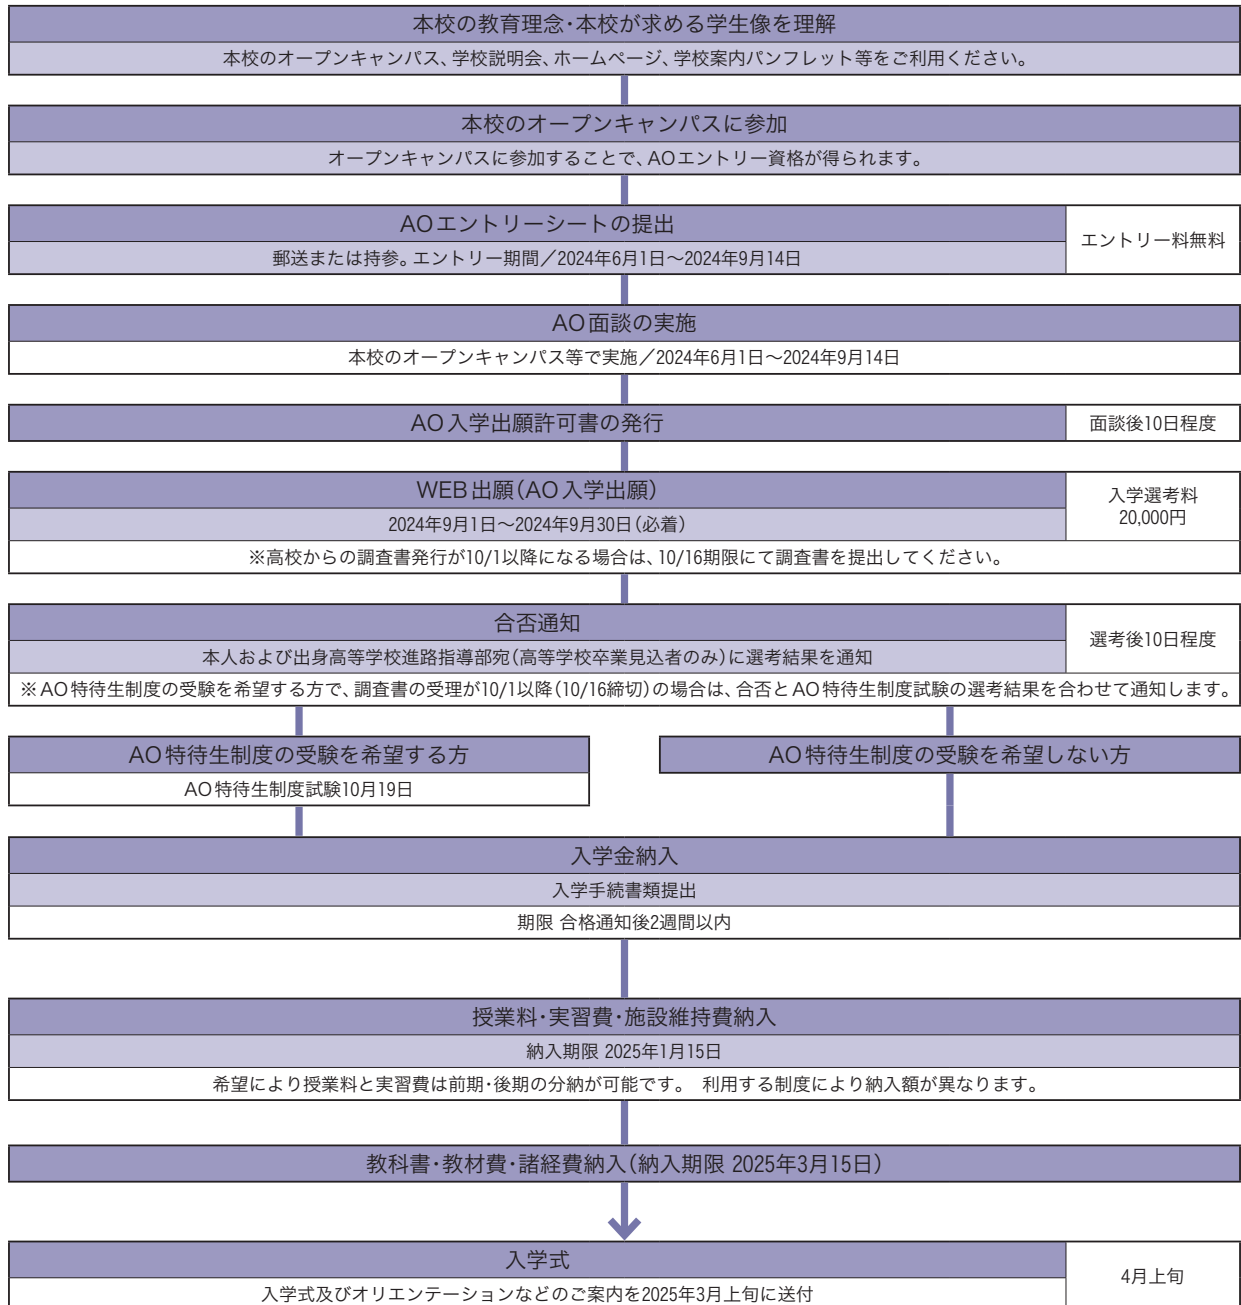 本校の教育理念・本校が求める学生像を理解
本校のオープンキャンパス、学校説明会、ホームページ、学校案内パンフレット等をご利用ください。
本校のオープンキャンパスに参加
オープンキャンパスに参加することで、AOエントリー資格が得られます。
AOエントリーシートの提出
エントリー料無料
郵送または持参。エントリー期間／2024年6月1日～2024年9月14日
AO面談の実施
本校のオープンキャンパス等で実施／2024年6月1日～2024年9月14日
AO入学出願許可書の発行
面談後10日程度
WEB出願（AO入学出願）
入学選考料
20,000円
2024年9月1日～2024年9月30日（必着）
※高校からの調査書発行が10/1以降になる場合は、10/16期限にて調査書を提出してください。
合否通知
選考後10日程度
本人および出身高等学校進路指導部宛（高等学校卒業見込者のみ）に選考結果を通知
※AO特待生制度の受験を希望する方で、調査書の受理が10/1以降（10/16締切）の場合は、合否とAO特待生制度試験の選考結果を合わせて通知します。
AO特待生制度の受験を希望する方
AO特待生制度試験10月19日
AO特待生制度の受験を希望しない方
入学金納入
入学手続書類提出
期限 合格通知後2週間以内
授業料・実習費・施設維持費納入
納入期限 2025年1月15日
希望により授業料と実習費は前期・後期の分納が可能です。 利用する制度により納入額が異なります。
教科書・教材費・諸経費納入（納入期限 2025年3月15日）
入学式
4月上旬
入学式及びオリエンテーションなどのご案内を2025年3月上旬に送付